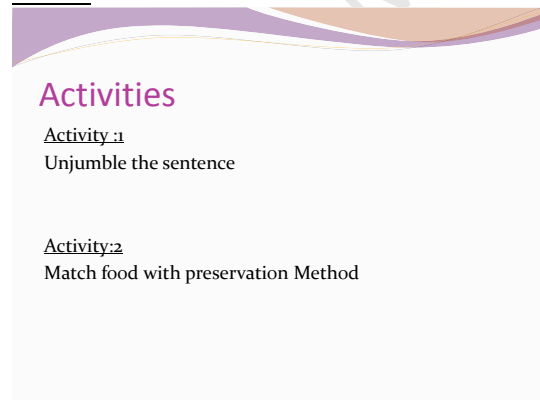 Activities
Activity :1
Unjumble the sentence
Activity:2
Match food with preservation Method